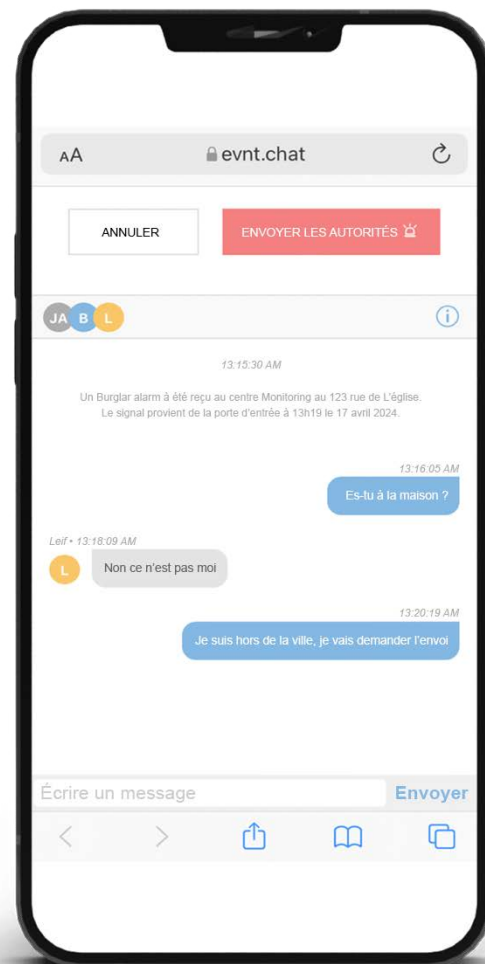 AA
evnt.chat
ANNULER
ENVOYER LES AUTORITÉS
JA B L
13:15:30 AM
Un Burglar alarm à été reçu au centre Monitoring au 123 rue de L'église.
Le signal provient de la porte d'entrée à 13h19 le 17 avril 2024.
13:16:05 AM
Es-tu à la maison ?
Leif • 13:18:09 AM
L
Non ce n'est pas moi
13:20:19 AM
Je suis hors de la ville, je vais demander l'envoi
Écrire un message
Envoyer